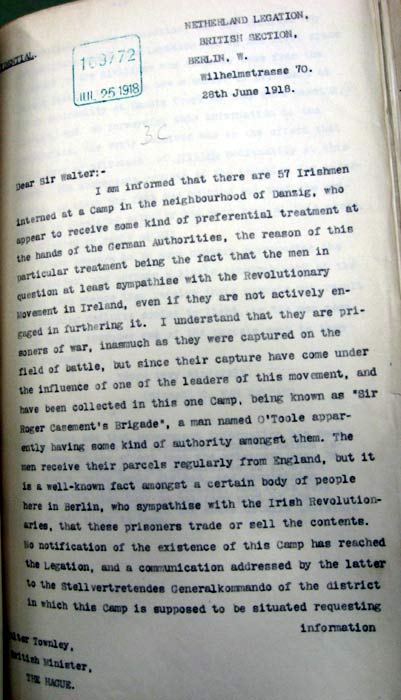 NETHERLAND LEGATION,
BRITISH SECTION,
BERLIN. W.
Wilhelmstrasse 70.
28th June 1918.
DENTIAL.
JUL 25 1918
3C
Dear Sir Walter:-
I am informed that there are 57 Irishmen
interned at a Camp in the neighbourhood of Danzig, who
appear to receive some kind of preferential treatment at
the hands of the German Authorities, the reason of this
particular treatment being the fact that the men in
question at least sympathise with the Revolutionary
Movement in Ireland, even if they are not actively en-
gaged in furthering it. I understand that they are pri-
soners of war, inasmuch as they were captured on the
field of battle, but since their capture have come under
the influence of one of the leaders of this movement, and
have been collected in this one Camp, being known as "Sir
Roger Casement's Brigade", a man named O'Toole appar-
ently having some kind of authority amongst them. The
men receive their parcels regularly from England, but it
is a well-known fact amongst a certain body of people
here in Berlin, who sympathise with the Irish Revolution-
aries, that these prisoners trade or sell the contents.
No notification of the existence of this Camp has reached
the Legation, and a communication addressed by the latter
to the Stellvertretendes Generalkommando of the district
in which this Camp is supposed to be situated requesting
information
lter Townley,
ritish Minister,
THE HAGUE.